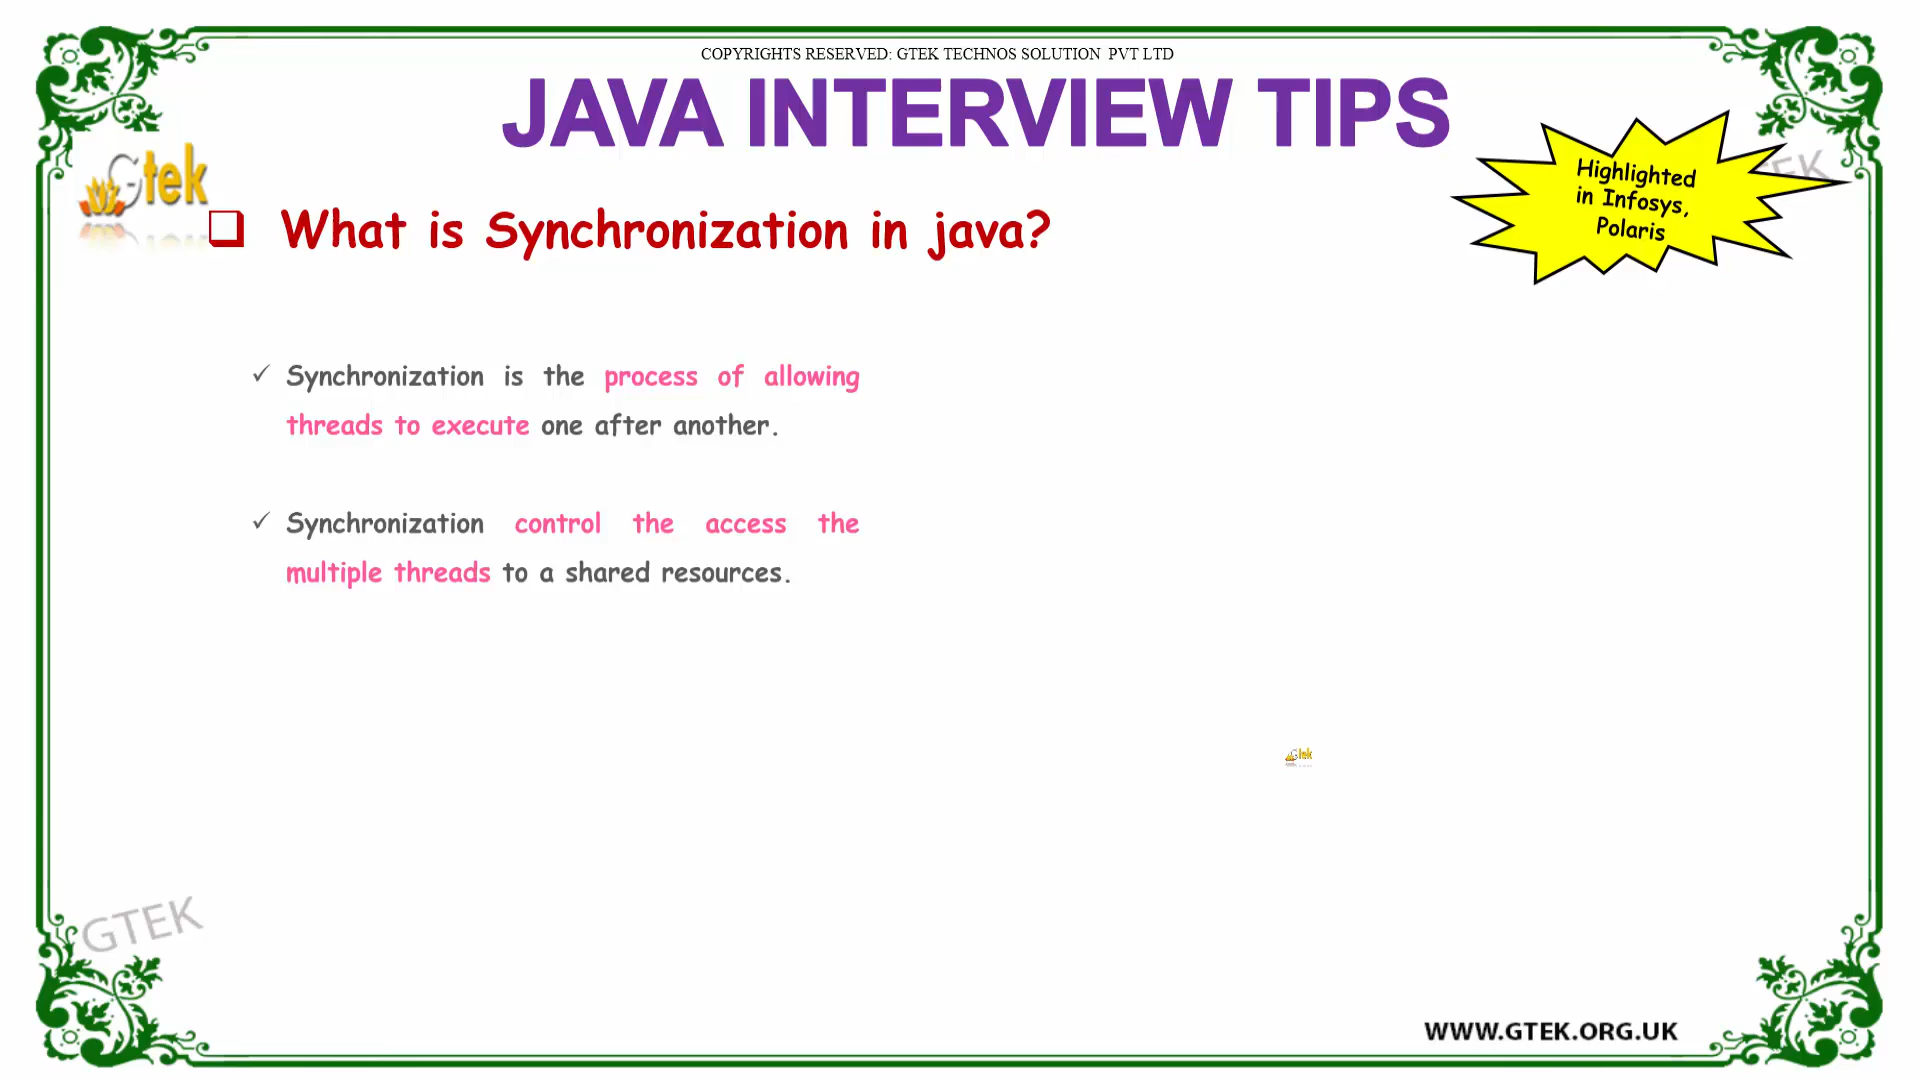 COPYRIGHTS RESERVED: GTEK TECHNOS SOLUTION PVT LTD
JAVA INTERVIEW TIPS
Gtek
What is Synchronization in java?
Highlighted
in Infosys,
Polaris
EK
✓ Synchronization is the process of allowing
threads to execute one after another.
✓ Synchronization control the access the
multiple threads to a shared resources.
Gtek
GTEK
WWW.GTEK.ORG.UK